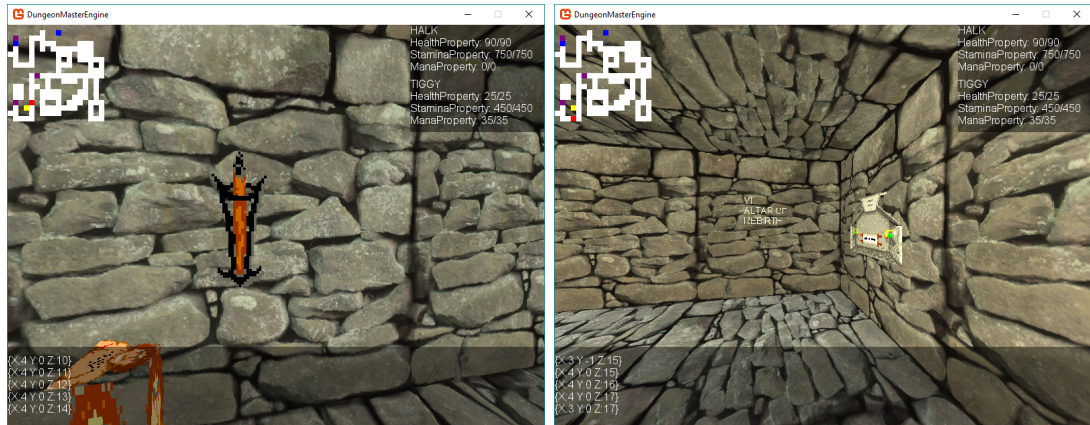 DungeonMasterEngine
HALK
HealthProperty: 90/90
StaminaProperty: 750/750
ManaProperty: 0/0
TIGGY
HealthProperty: 25/25
StaminaProperty: 450/450
ManaProperty: 35/35
{X:4 Y:0 Z:10}
{X:4 Y:0 Z:11}
{X:4 Y:0 Z:12}
{X:4 Y:0 Z:13}
{X:4 Y:0 Z:14}
DungeonMasterEngine
HALK
HealthProperty: 90/90
StaminaProperty: 750/750
ManaProperty: 0/0
TIGGY
HealthProperty: 25/25
StaminaProperty: 450/450
ManaProperty: 35/35
VI
ALTAR OF
REBIRTH
{X:3 Y:-1 Z:15}
{X:4 Y:0 Z:15}
{X:4 Y:0 Z:16}
{X:4 Y:0 Z:17}
{X:3 Y:0 Z:17}